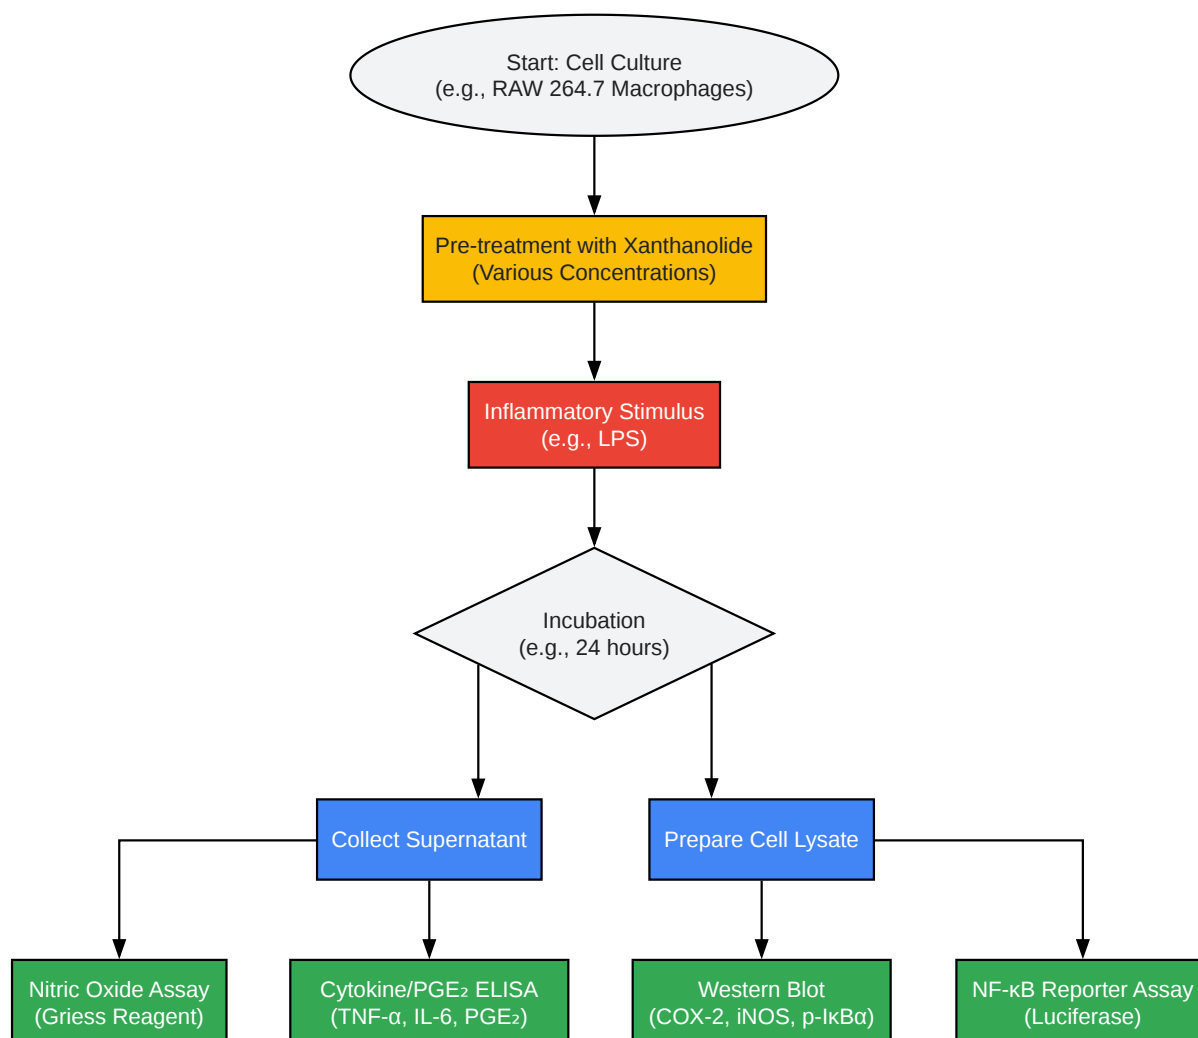 Start: Cell Culture
(e.g., RAW 264.7 Macrophages)
Pre-treatment with Xanthanolide
(Various Concentrations)
Inflammatory Stimulus
(e.g., LPS)
Incubation
(e.g., 24 hours)
Collect Supernatant
Prepare Cell Lysate
Nitric Oxide Assay
(Griess Reagent)
Cytokine/PGE₂ ELISA
(TNF-α, IL-6, PGE₂)
Western Blot
(COX-2, iNOS, p-IκBα)
NF-κB Reporter Assay
(Luciferase)